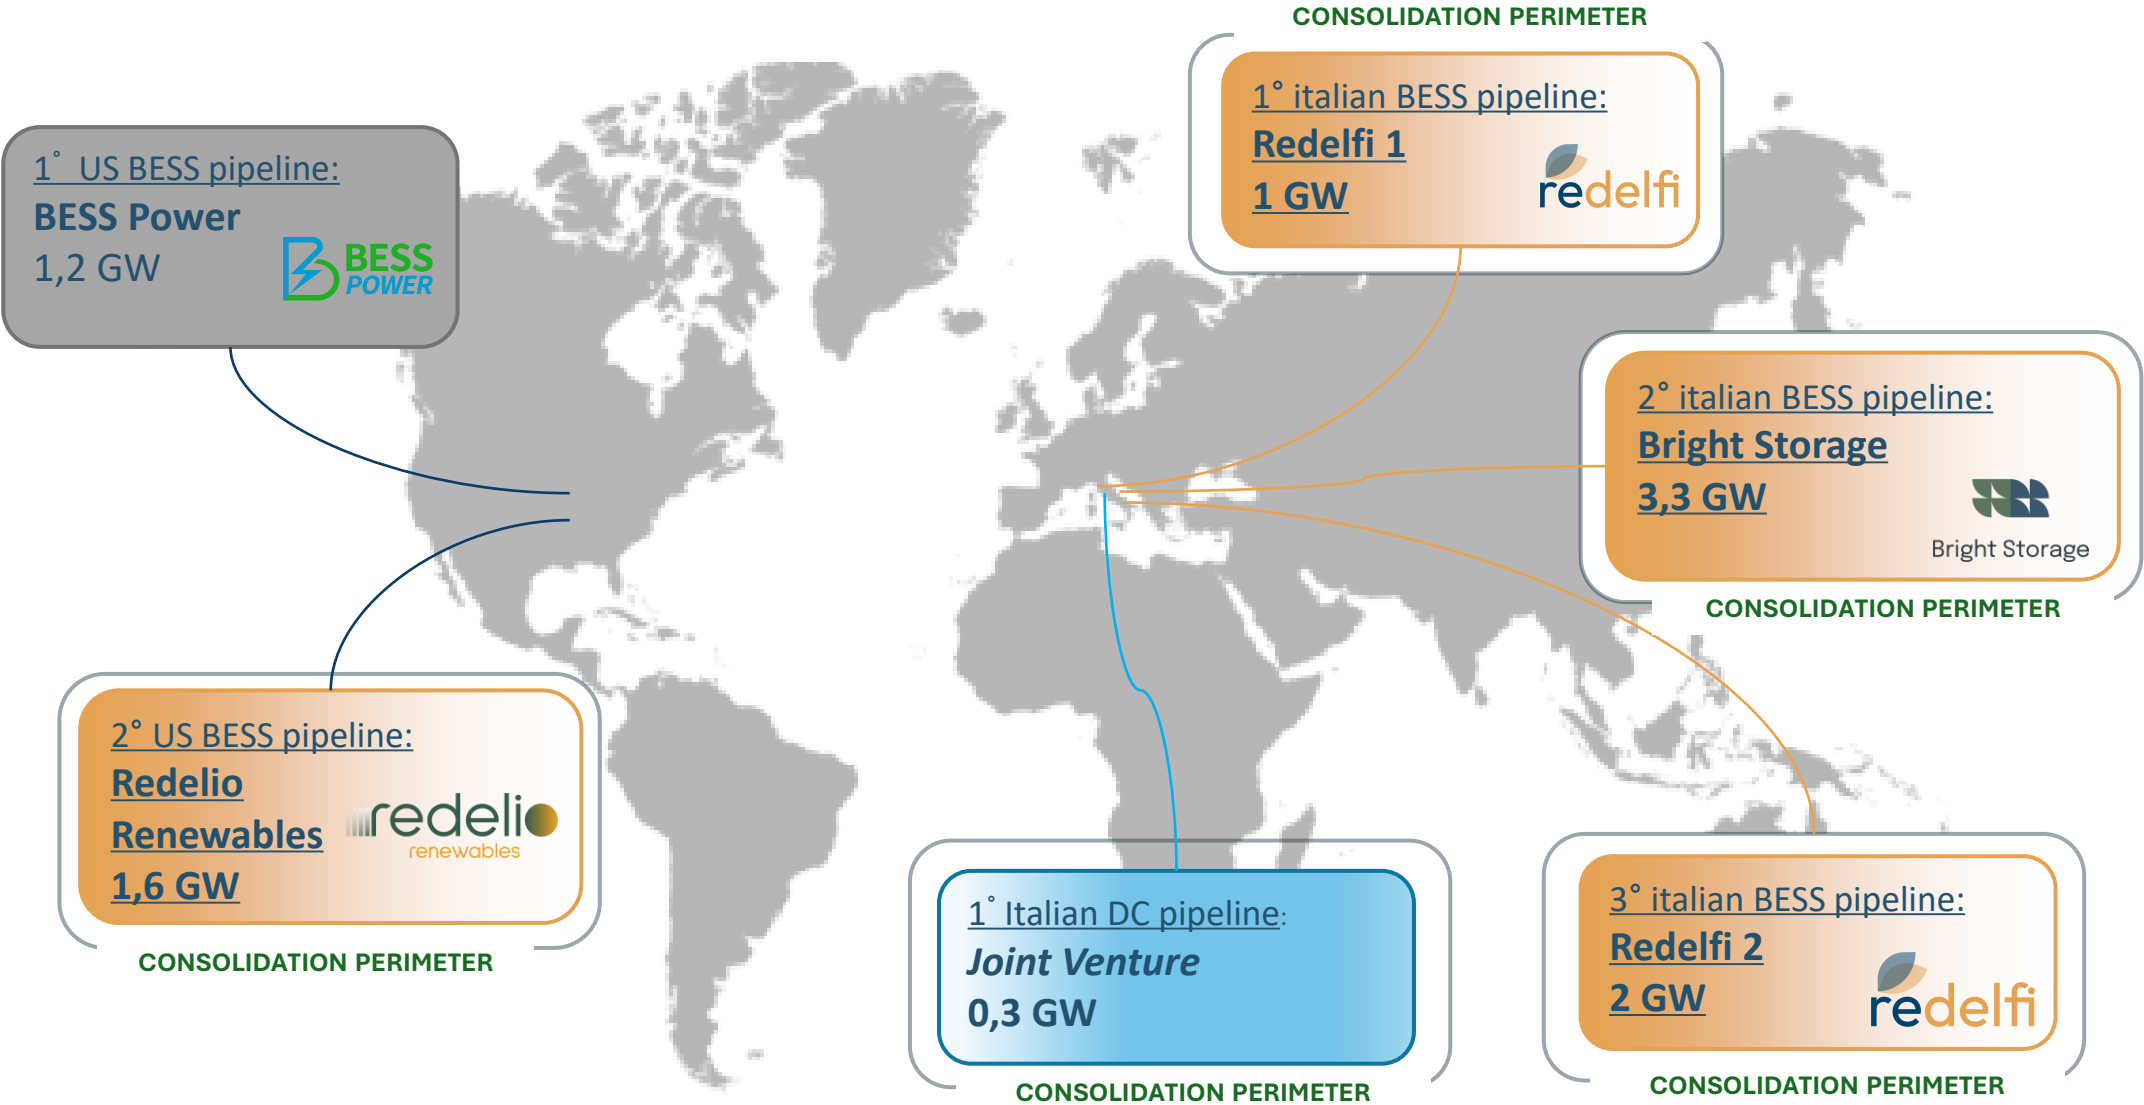 CONSOLIDATION PERIMETER
1° italian BESS pipeline:
Redelfi 1
1 GW
redelfi
1° US BESS pipeline:
BESS Power
1,2 GW
BESS
POWER
2° italian BESS pipeline:
Bright Storage
3,3 GW
Bright Storage
CONSOLIDATION PERIMETER
2° US BESS pipeline:
Redelio
Renewables
1,6 GW
redelio
renewables
CONSOLIDATION PERIMETER
1° Italian DC pipeline:
Joint Venture
0,3 GW
CONSOLIDATION PERIMETER
3° italian BESS pipeline:
Redelfi 2
2 GW
redelfi
CONSOLIDATION PERIMETER